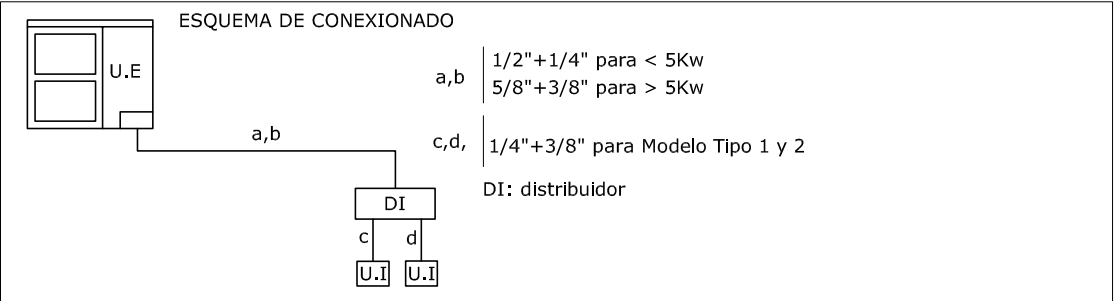 ESQUEMA DE CONEXIONADO
U.E
a,b
1/2"+1/4" para < 5Kw
5/8"+3/8" para > 5Kw
a,b
c,d,
1/4"+3/8" para Modelo Tipo 1 y 2
DI: distribuidor
DI
c
d
U.I
U.I